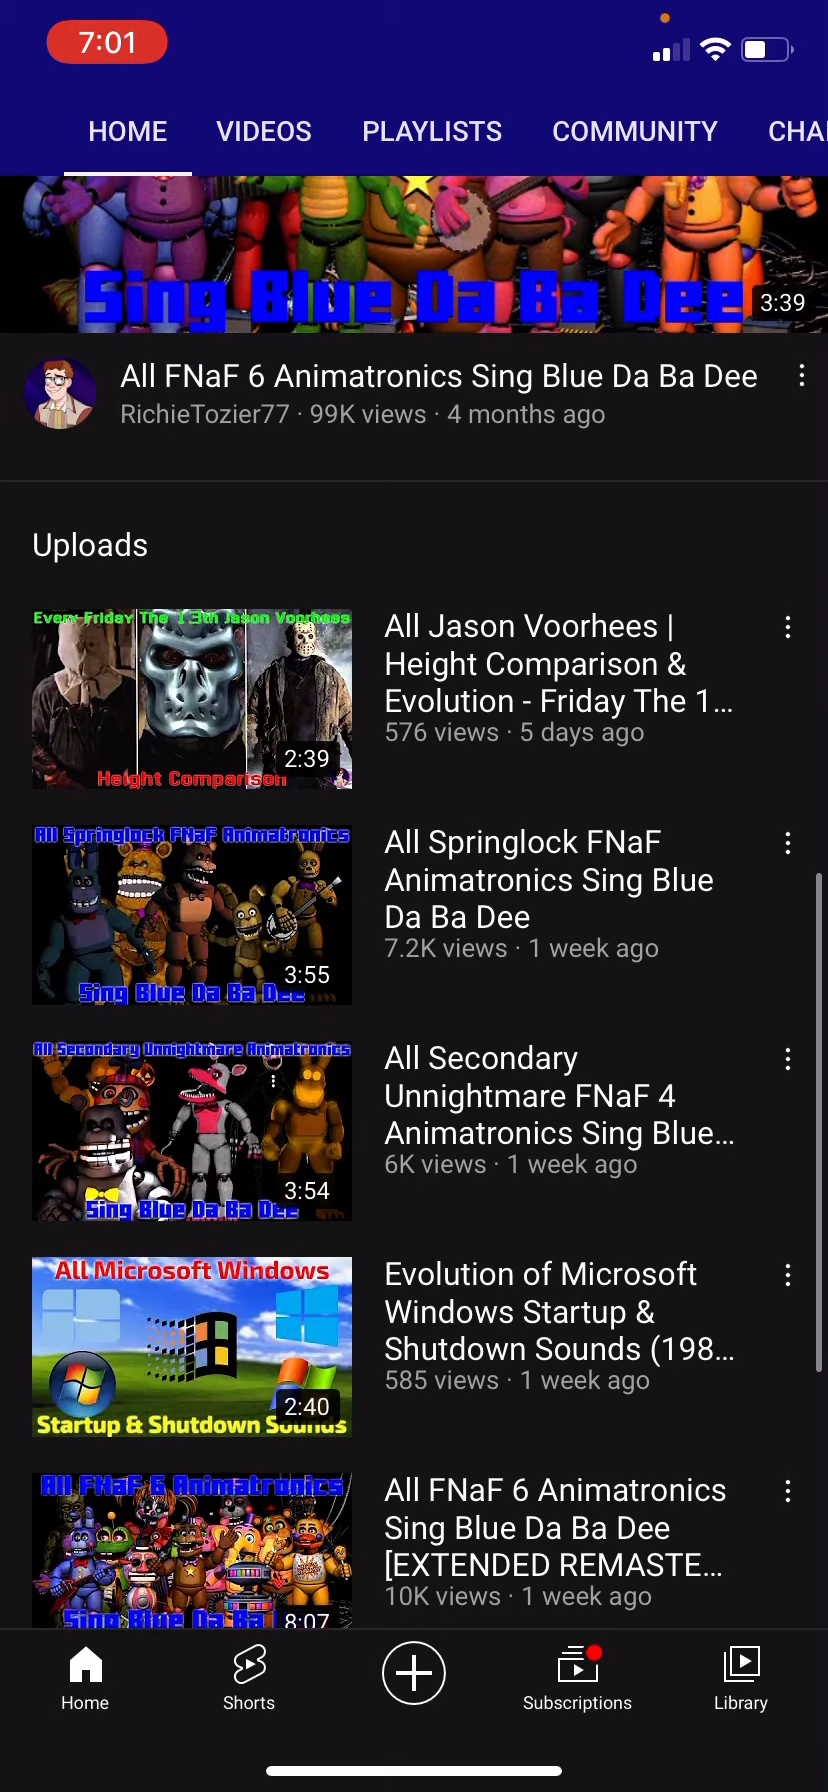 7:01
HOME VIDEOS PLAYLISTS COMMUNITY CHA
Sing Blue Da Ba Dee
3:39
All FNaF 6 Animatronics Sing Blue Da Ba Dee
RichieTozier77 · 99K views · 4 months ago
Uploads
Every Friday The 13th Jason Voorhees
Height Comparison
2:39
All Jason Voorhees |
Height Comparison &
Evolution - Friday The 1...
576 views · 5 days ago
All Springlock FNaF Animatronics
Sing Blue Da Ba Dee
3:55
All Springlock FNaF
Animatronics Sing Blue
Da Ba Dee
7.2K views · 1 week ago
All Secondary Unnightmare Animatronics
Sing Blue Da Ba Dee
3:54
All Secondary
Unnightmare FNaF 4
Animatronics Sing Blue...
6K views · 1 week ago
All Microsoft Windows
Startup & Shutdown Sounds
2:40
Evolution of Microsoft
Windows Startup &
Shutdown Sounds (198...
585 views · 1 week ago
All FNaF 6 Animatronics
Sing Blue Da Ba
8:07
All FNaF 6 Animatronics
Sing Blue Da Ba Dee
[EXTENDED REMASTE...
10K views · 1 week ago
Home Shorts Subscriptions Library